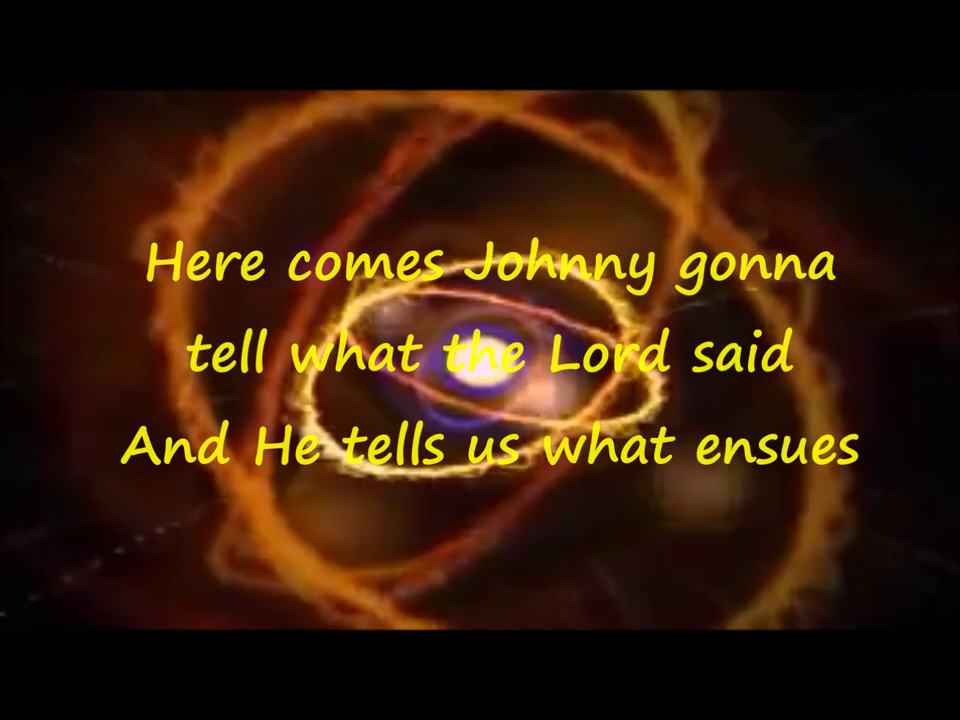 Here comes Johnny gonna
tell what the Lord said
And He tells us what ensues